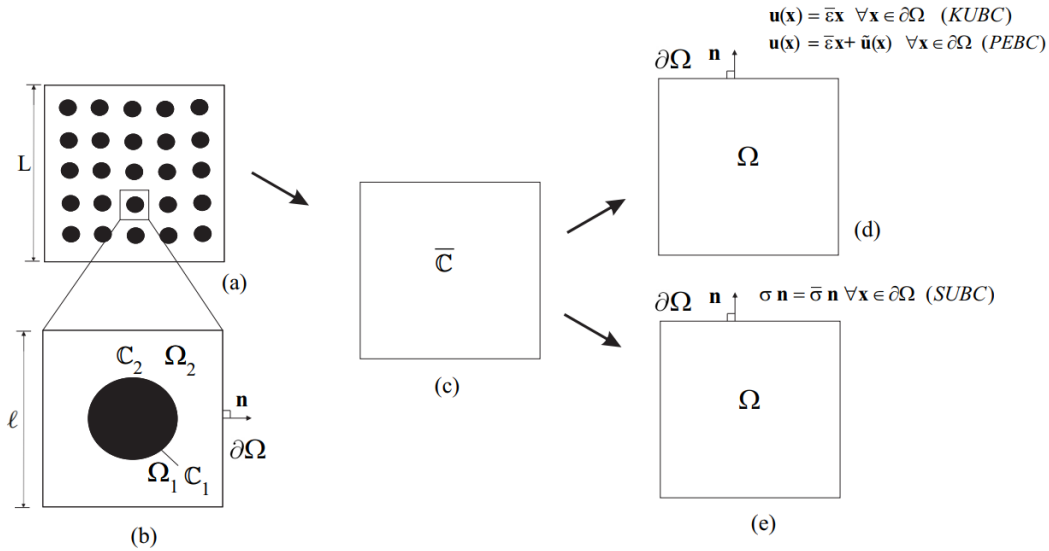 u(x) = ε̅x ∀x ∈ ∂Ω (KUBC)
u(x) = ε̅x + ũ(x) ∀x ∈ ∂Ω (PEBC)
∂Ω n
L
Ω
(d)
(a)
ℂ̅
(c)
∂Ω n
σ n = σ̅ n ∀x ∈ ∂Ω (SUBC)
ℂ₂ Ω₂
ℓ
n
∂Ω
Ω₁ ℂ₁
Ω
(b)
(e)